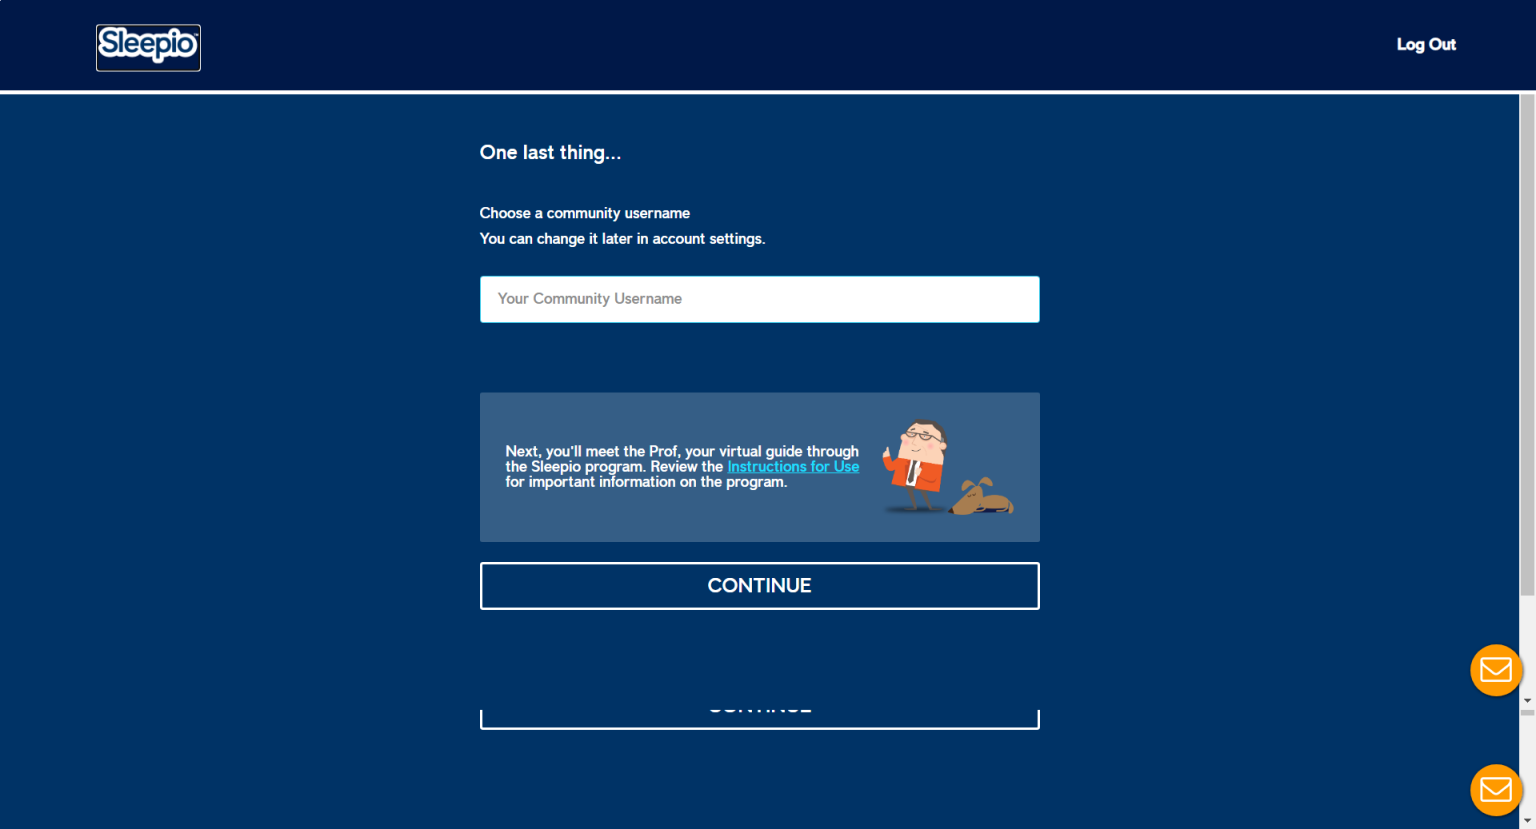 Sleepio™
Log Out
One last thing...
Choose a community username
You can change it later in account settings.
Your Community Username
Next, you'll meet the Prof, your virtual guide through
the Sleepio program. Review the Instructions for Use
for important information on the program.
CONTINUE
CONTINUE